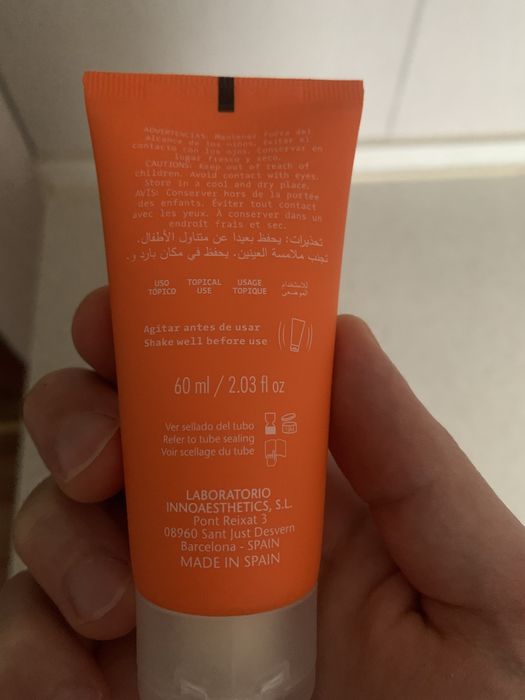 ADVERTENCIAS: Mantener fuera del
alcance de los niños. Evitar el
contacto con los ojos. Conservar en
lugar fresco y seco.
CAUTIONS: Keep out of reach of
children. Avoid contact with eyes.
Store in a cool and dry place.
AVIS: Conserver hors de la portée
des enfants. Éviter tout contact
avec les yeux. À conserver dans un
endroit frais et sec.
تحذيرات: يحفظ بعيدا عن متناول الأطفال.
تجنب ملامسة العينين. يحفظ في مكان بارد و.
USO TÓPICO
TOPICAL USE
USAGE TOPIQUE
للاستخدام الموضعي
Agitar antes de usar
Shake well before use
60 ml / 2.03 fl oz
Ver sellado del tubo
Refer to tube sealing
Voir scellage du tube
LABORATORIO
INNOAESTHETICS, S.L.
Pont Reixat 3
08960 Sant Just Desvern
Barcelona - SPAIN
MADE IN SPAIN